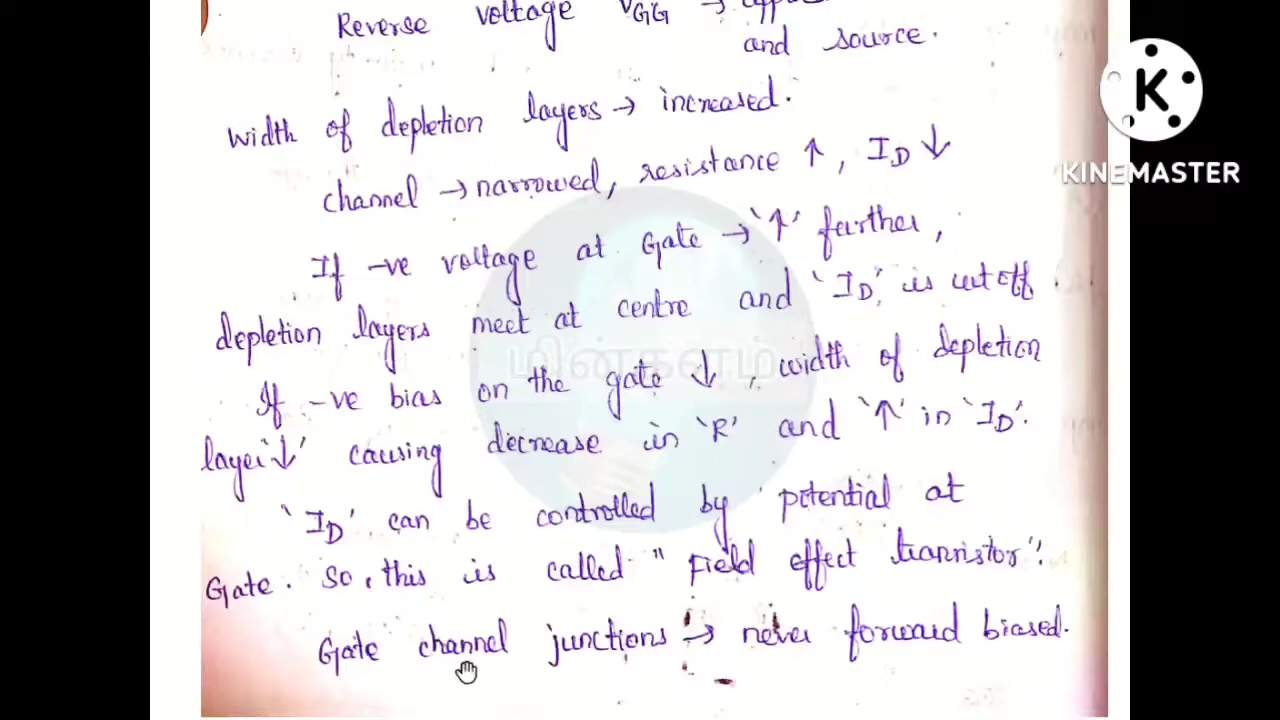 Reverse voltage VGG →
and source.
width of depletion layers → increased.
channel → narrowed, resistance ↑, ID ↓
If -ve voltage at Gate → '↑' further,
depletion layers meet at centre and 'ID' is cut off
If -ve bias on the gate ↓, width of depletion
layer '↓' causing decrease in 'R' and '↑' in 'ID'.
'ID' can be controlled by potential at
Gate. So, this is called "Field effect transistor".
Gate channel junctions → never forward biased.
மின்களம்
K
KINEMASTER